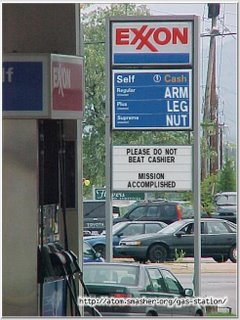 EXXON
Self Cash
Regular ARM
Plus LEG
Supreme NUT
PLEASE DO NOT
BEAT CASHIER
MISSION
ACCOMPLISHED
EXXON
http://atom.smasher.org/gas-station/